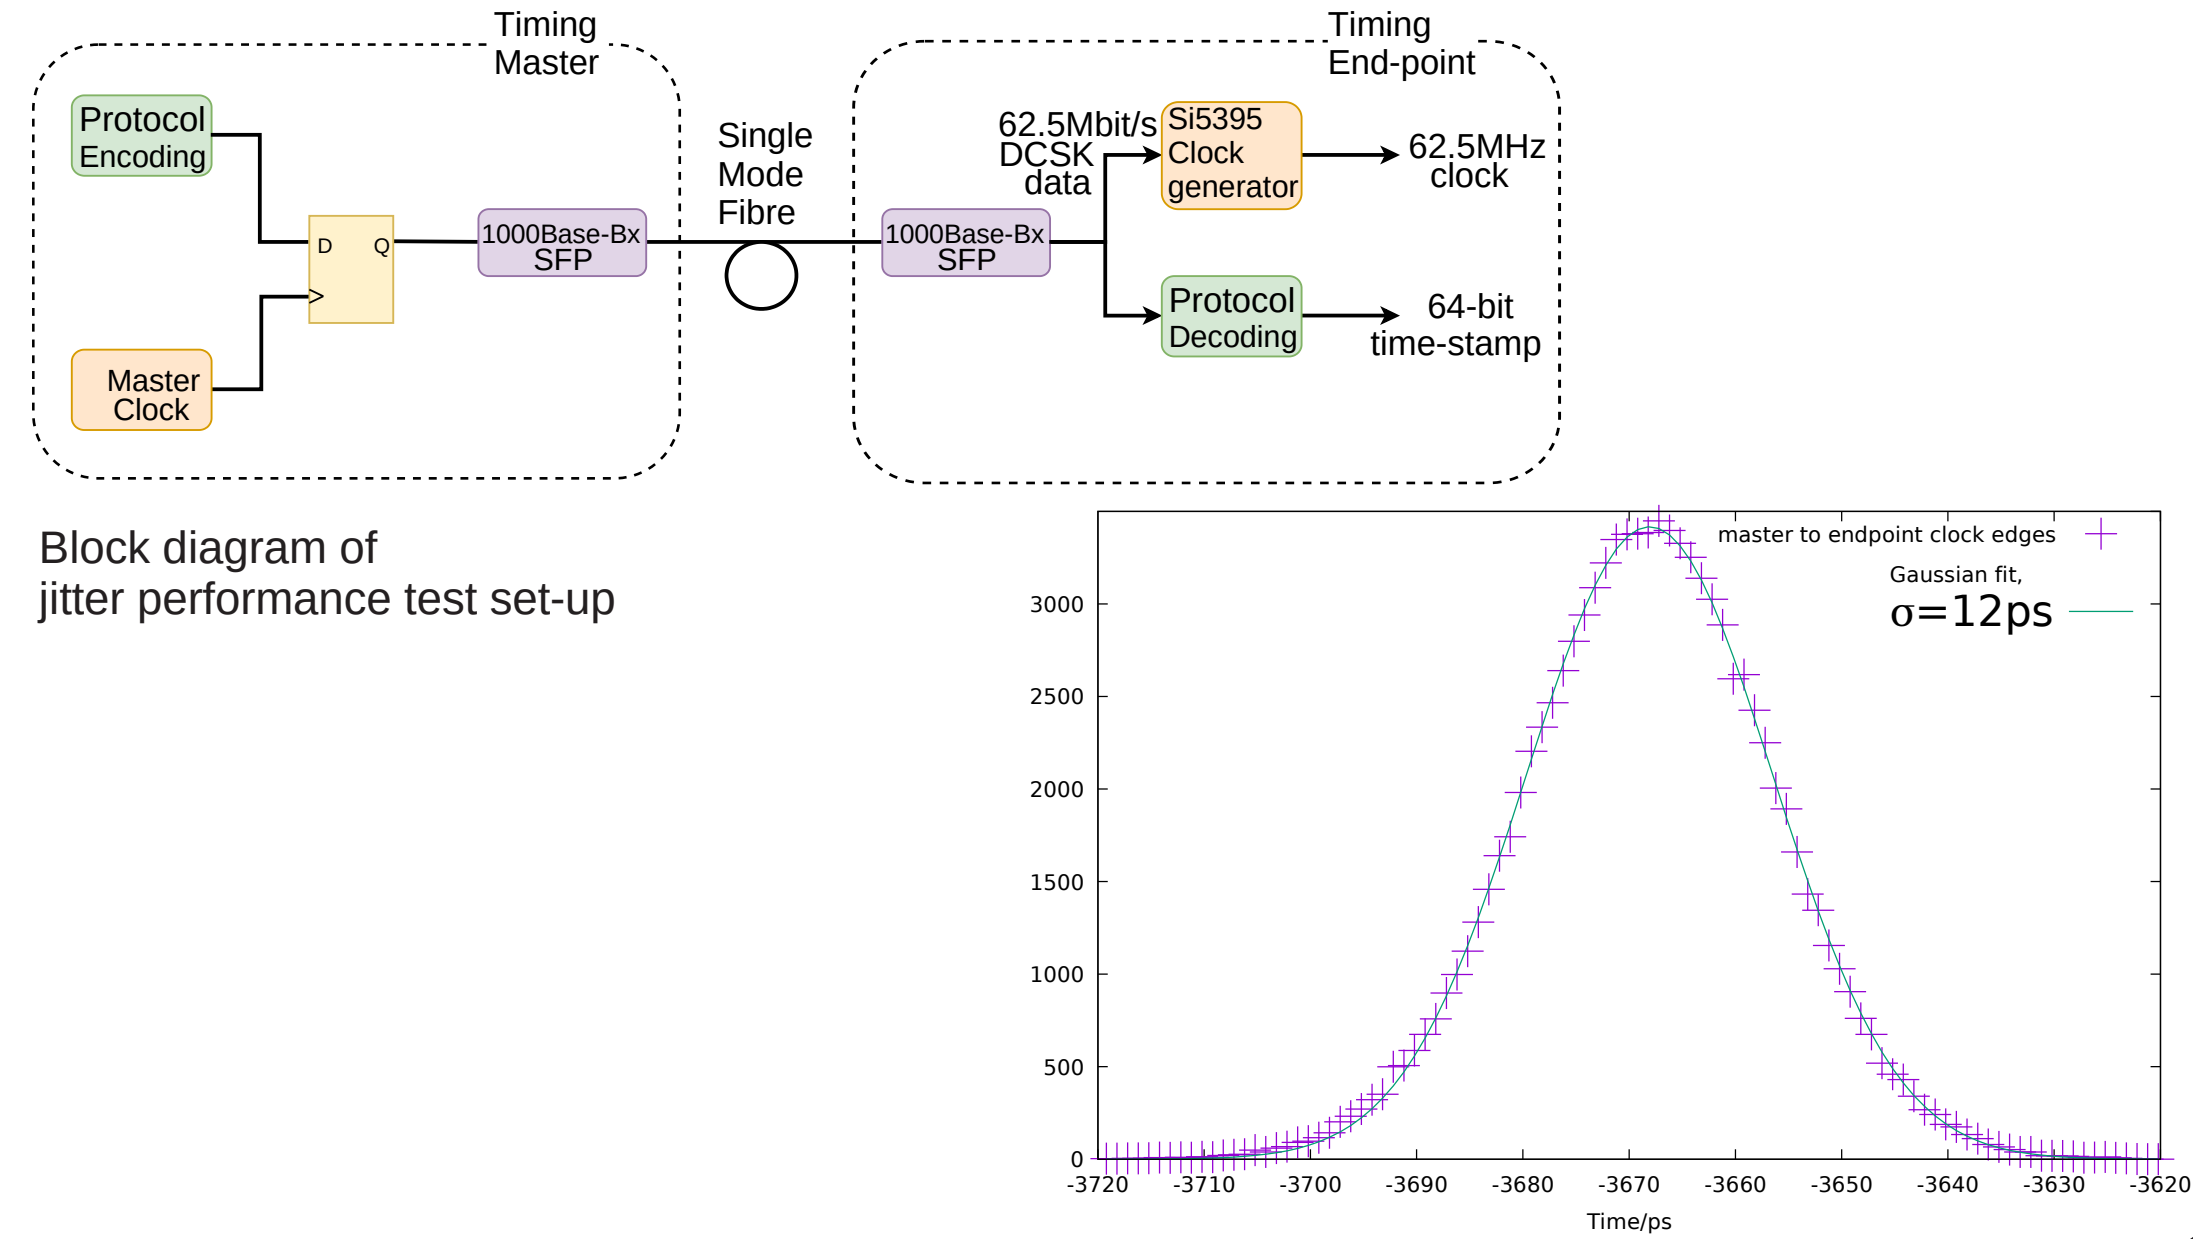 Timing
Master
Protocol
Encoding
D
Q
>
Master
Clock
1000Base-Bx
SFP
Single
Mode
Fibre
Timing
End-point
1000Base-Bx
SFP
62.5Mbit/s
DCSK
data
Si5395
Clock
generator
62.5MHz
clock
Protocol
Decoding
64-bit
time-stamp
Block diagram of
jitter performance test set-up
master to endpoint clock edges
Gaussian fit,
σ=12ps
3000
2500
2000
1500
1000
500
0
-3720 -3710 -3700 -3690 -3680 -3670 -3660 -3650 -3640 -3630 -3620
Time/ps